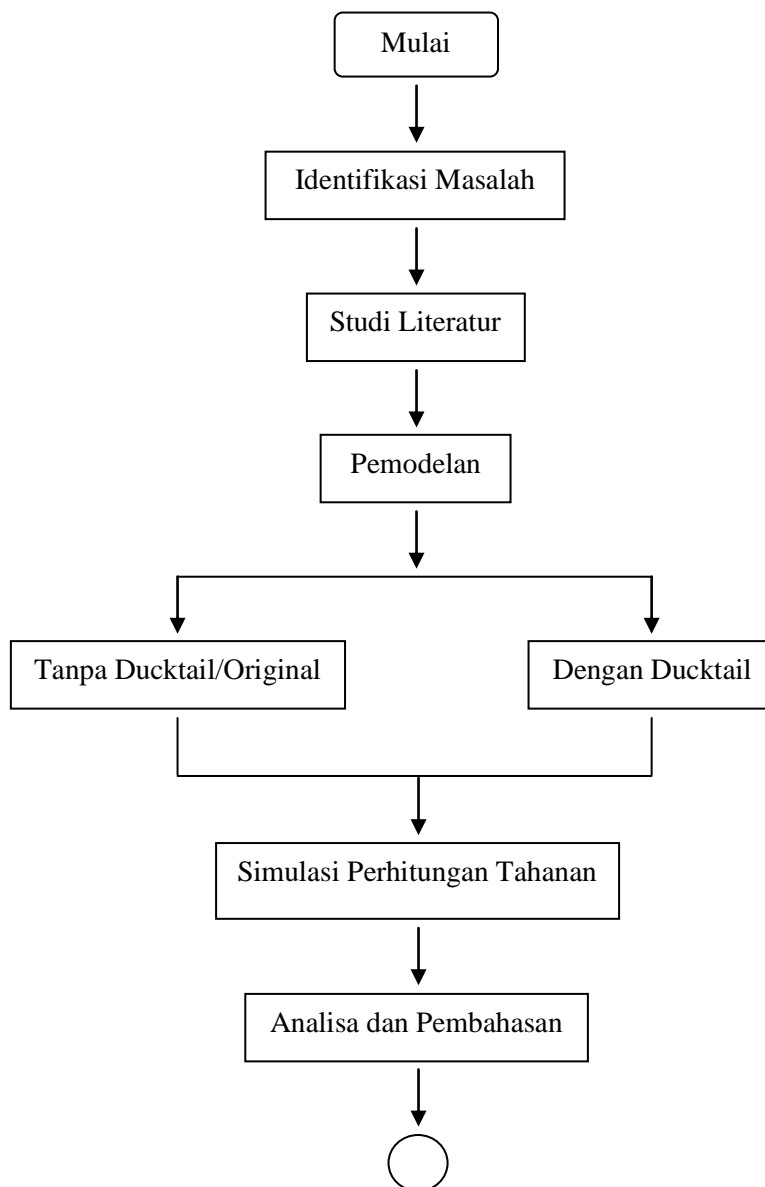 Mulai
Identifikasi Masalah
Studi Literatur
Pemodelan
Tanpa Ducktail/Original
Dengan Ducktail
Simulasi Perhitungan Tahanan
Analisa dan Pembahasan